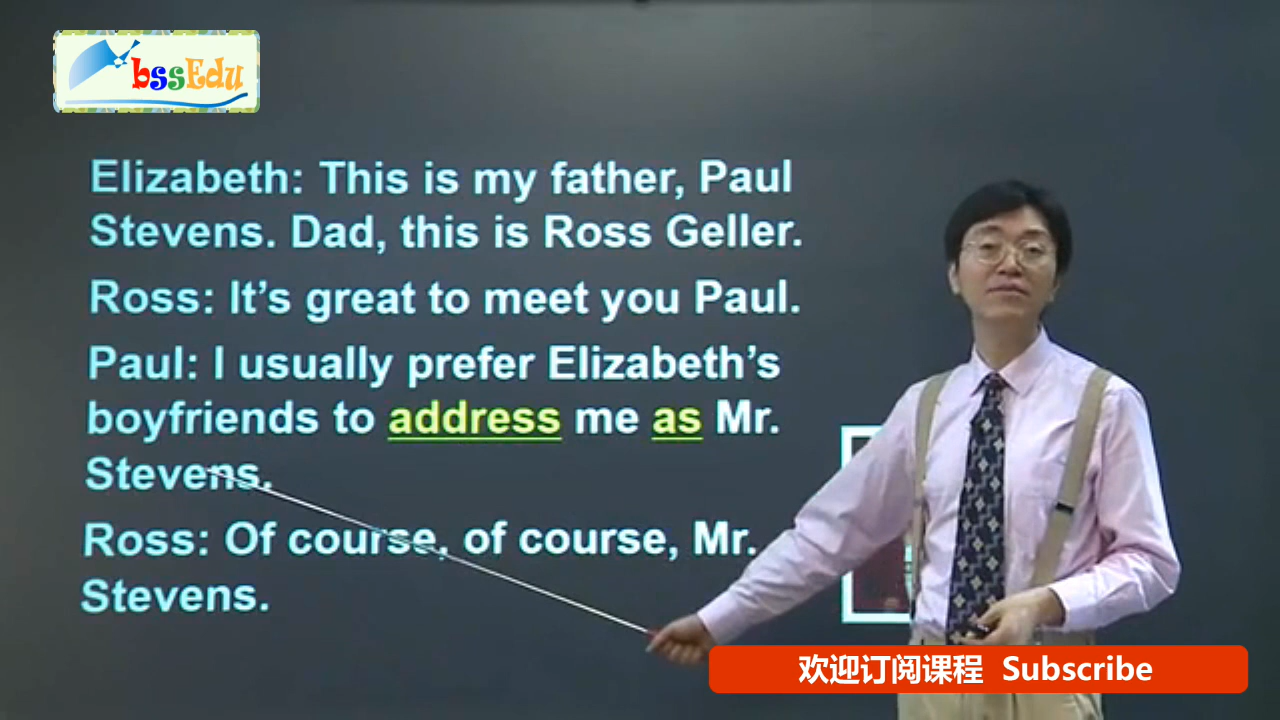 bssEdu
Elizabeth: This is my father, Paul
Stevens. Dad, this is Ross Geller.
Ross: It’s great to meet you Paul.
Paul: I usually prefer Elizabeth’s
boyfriends to address me as Mr.
Stevens.
Ross: Of course, of course, Mr.
Stevens.
欢迎订阅课程 Subscribe